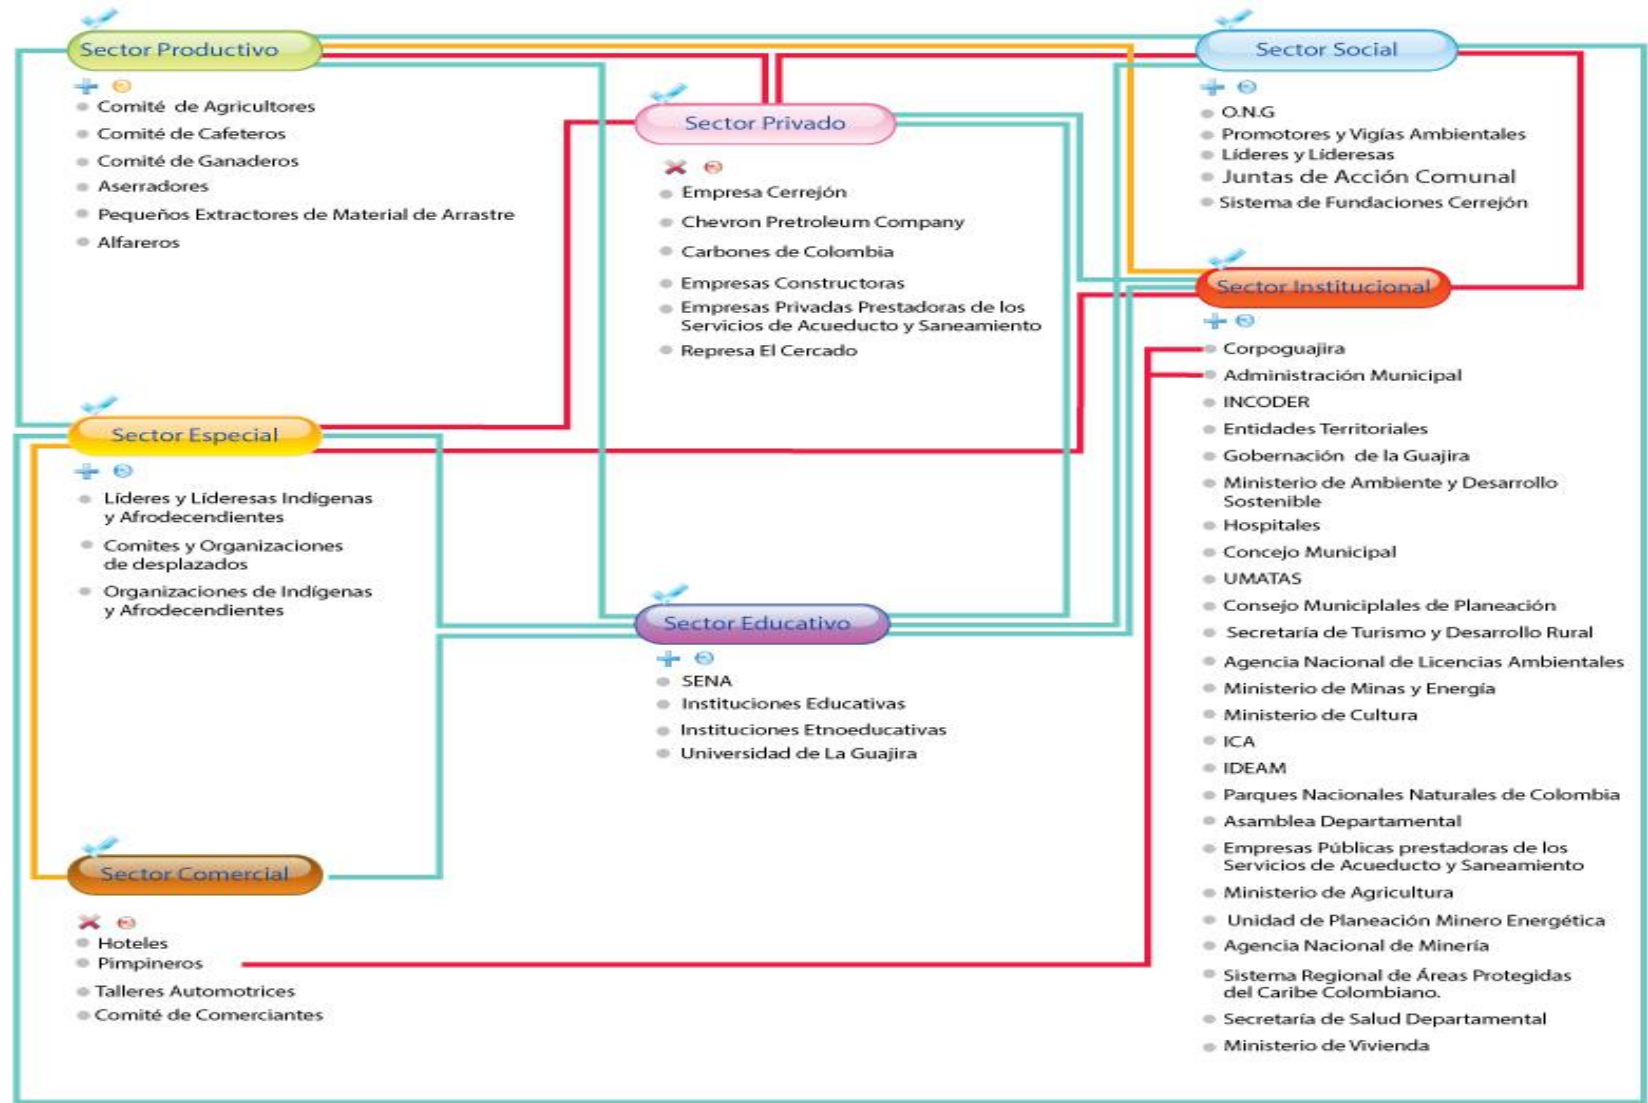 Sector Productivo
Comité de Agricultores
Comité de Cafeteros
Comité de Ganaderos
Aserradores
Pequeños Extractores de Material de Arrastre
Alfareros
Sector Privado
Empresa Cerrejón
Chevron Pretroleum Company
Carbones de Colombia
Empresas Constructoras
Empresas Privadas Prestadoras de los
Servicios de Acueducto y Saneamiento
Represa El Cercado
Sector Social
O.N.G
Promotores y Vigías Ambientales
Líderes y Líderesas
Juntas de Acción Comunal
Sistema de Fundaciones Cerrejón
Sector Institucional
Corpoguajira
Administración Municipal
INCODER
Entidades Territoriales
Gobernación de la Guajira
Ministerio de Ambiente y Desarrollo
Sostenible
Hospitales
Concejo Municipal
UMATAS
Consejo Municiplales de Planeación
Secretaría de Turismo y Desarrollo Rural
Agencia Nacional de Licencias Ambientales
Ministerio de Minas y Energía
Ministerio de Cultura
ICA
IDEAM
Parques Nacionales Naturales de Colombia
Asamblea Departamental
Empresas Públicas prestadoras de los
Servicios de Acueducto y Saneamiento
Ministerio de Agricultura
Unidad de Planeación Minero Energética
Agencia Nacional de Minería
Sistema Regional de Áreas Protegidas
del Caribe Colombiano.
Secretaría de Salud Departamental
Ministerio de Vivienda
Sector Especial
Líderes y Líderesas Indígenas
y Afrodecendientes
Comites y Organizaciones
de desplazados
Organizaciones de Indígenas
y Afrodecendientes
Sector Educativo
SENA
Instituciones Educativas
Instituciones Etnoeducativas
Universidad de La Guajira
Sector Comercial
Hoteles
Pimpineros
Talleres Automotrices
Comité de Comerciantes